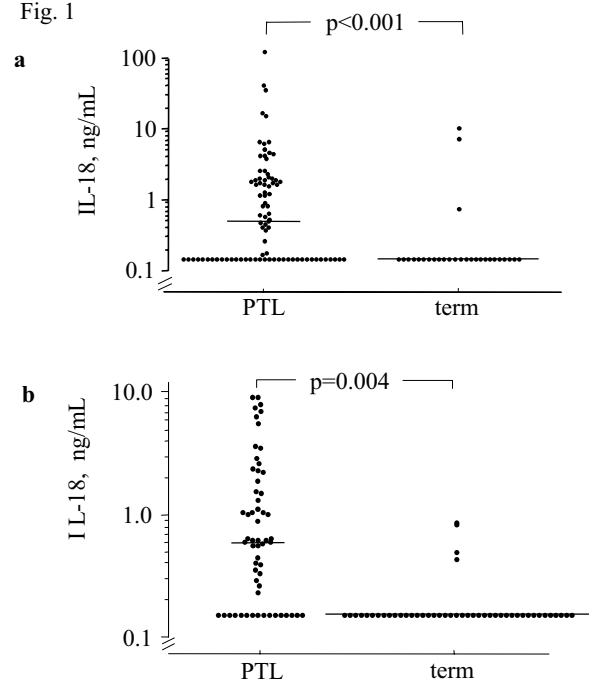 Fig. 1
p<0.001
a
IL-18, ng/mL
100
10
1
0.1
PTL term
p=0.004
b
I L-18, ng/mL
10.0
1.0
0.1
PTL term